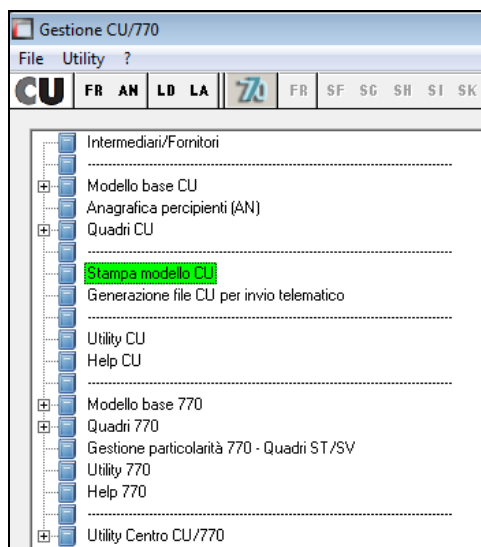 Gestione CU/770
File Utility ?
CU FR AN LD LA 770 FR SF SG SH SI SK
Intermediari/Fornitori
----------------------------------------------------------------
Modello base CU
Anagrafica percipienti (AN)
Quadri CU
----------------------------------------------------------------
Stampa modello CU
Generazione file CU per invio telematico
----------------------------------------------------------------
Utility CU
Help CU
----------------------------------------------------------------
Modello base 770
Quadri 770
Gestione particolarità 770 - Quadri ST/SV
Utility 770
Help 770
----------------------------------------------------------------
Utility Centro CU/770